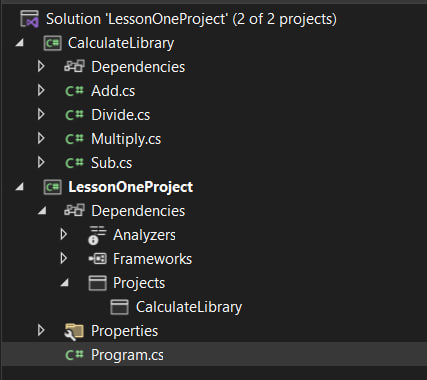 Solution 'LessonOneProject' (2 of 2 projects)
C# CalculateLibrary
Dependencies
C# Add.cs
C# Divide.cs
C# Multiply.cs
C# Sub.cs
C# LessonOneProject
Dependencies
Analyzers
Frameworks
Projects
CalculateLibrary
Properties
C# Program.cs